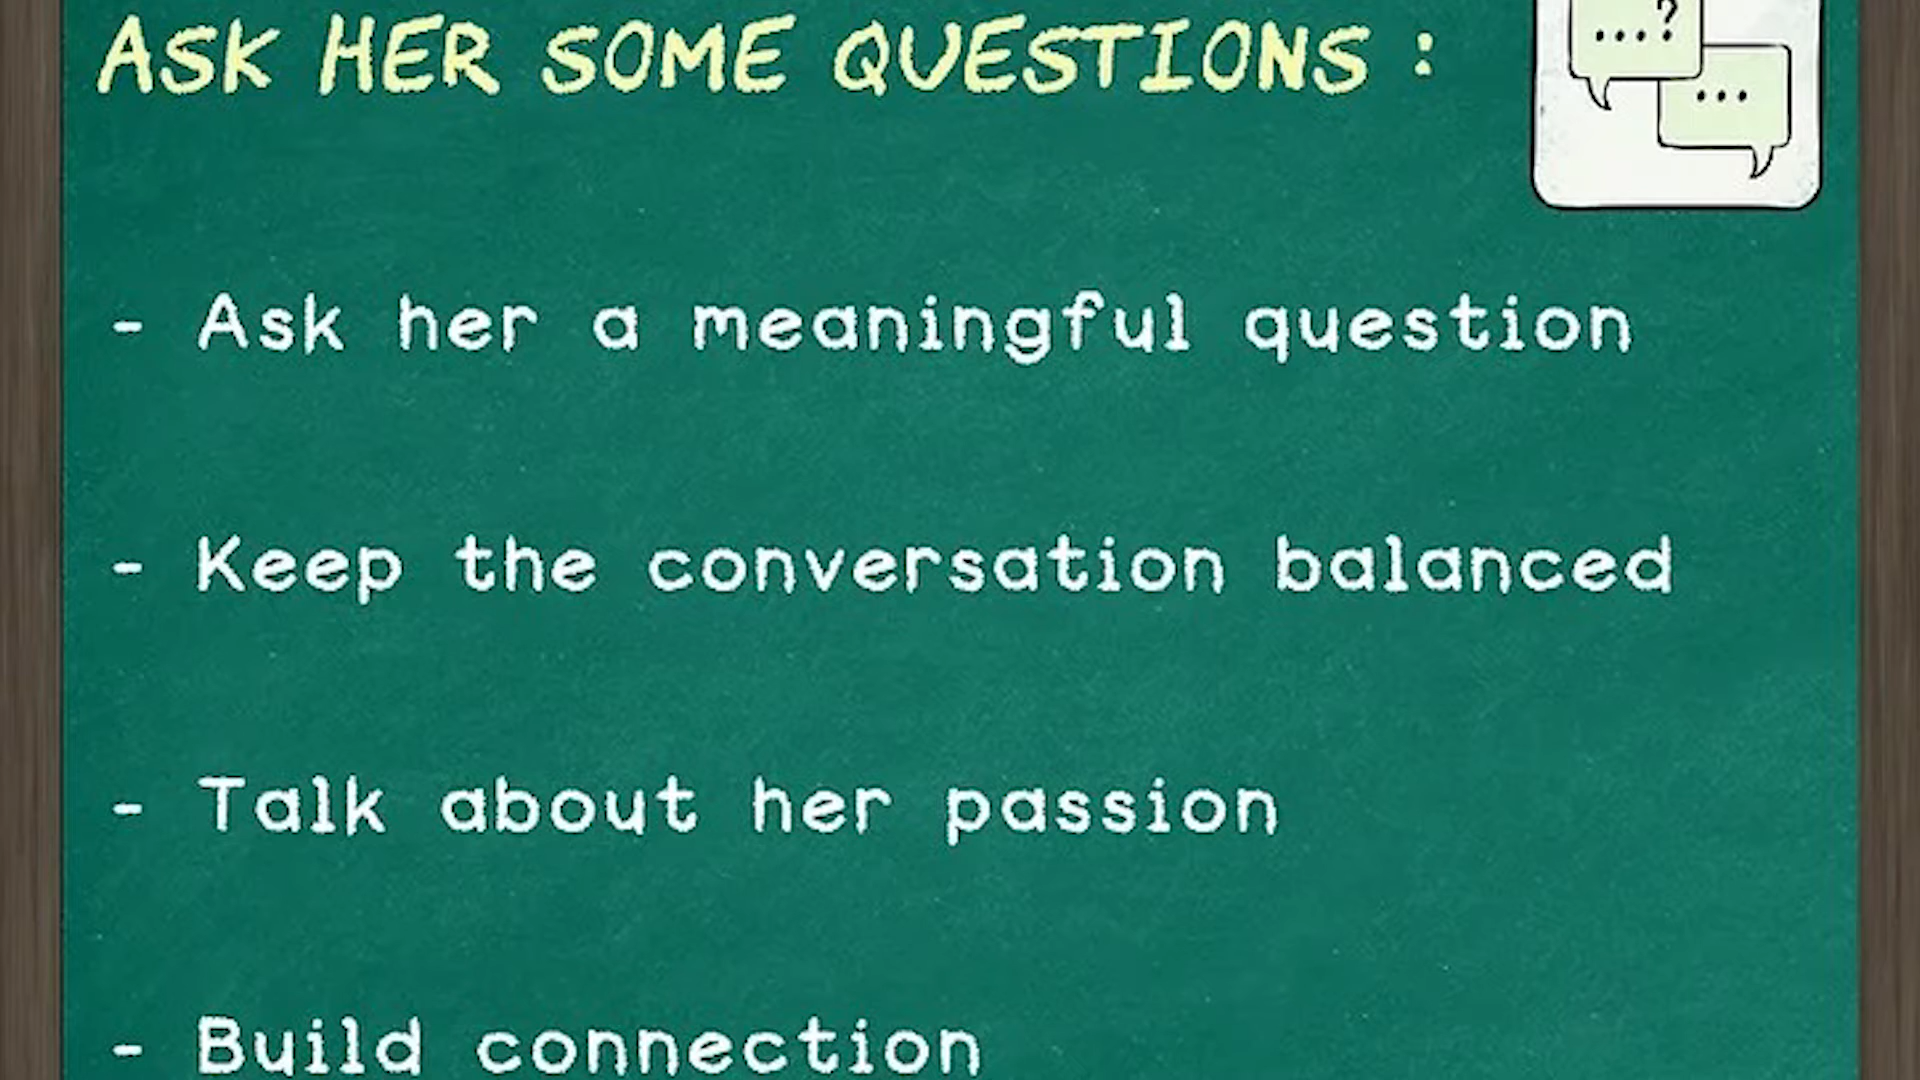 ASK HER SOME QUESTIONS :
....?
...
- Ask her a meaningful question
- Keep the conversation balanced
- Talk about her passion
- Build connection